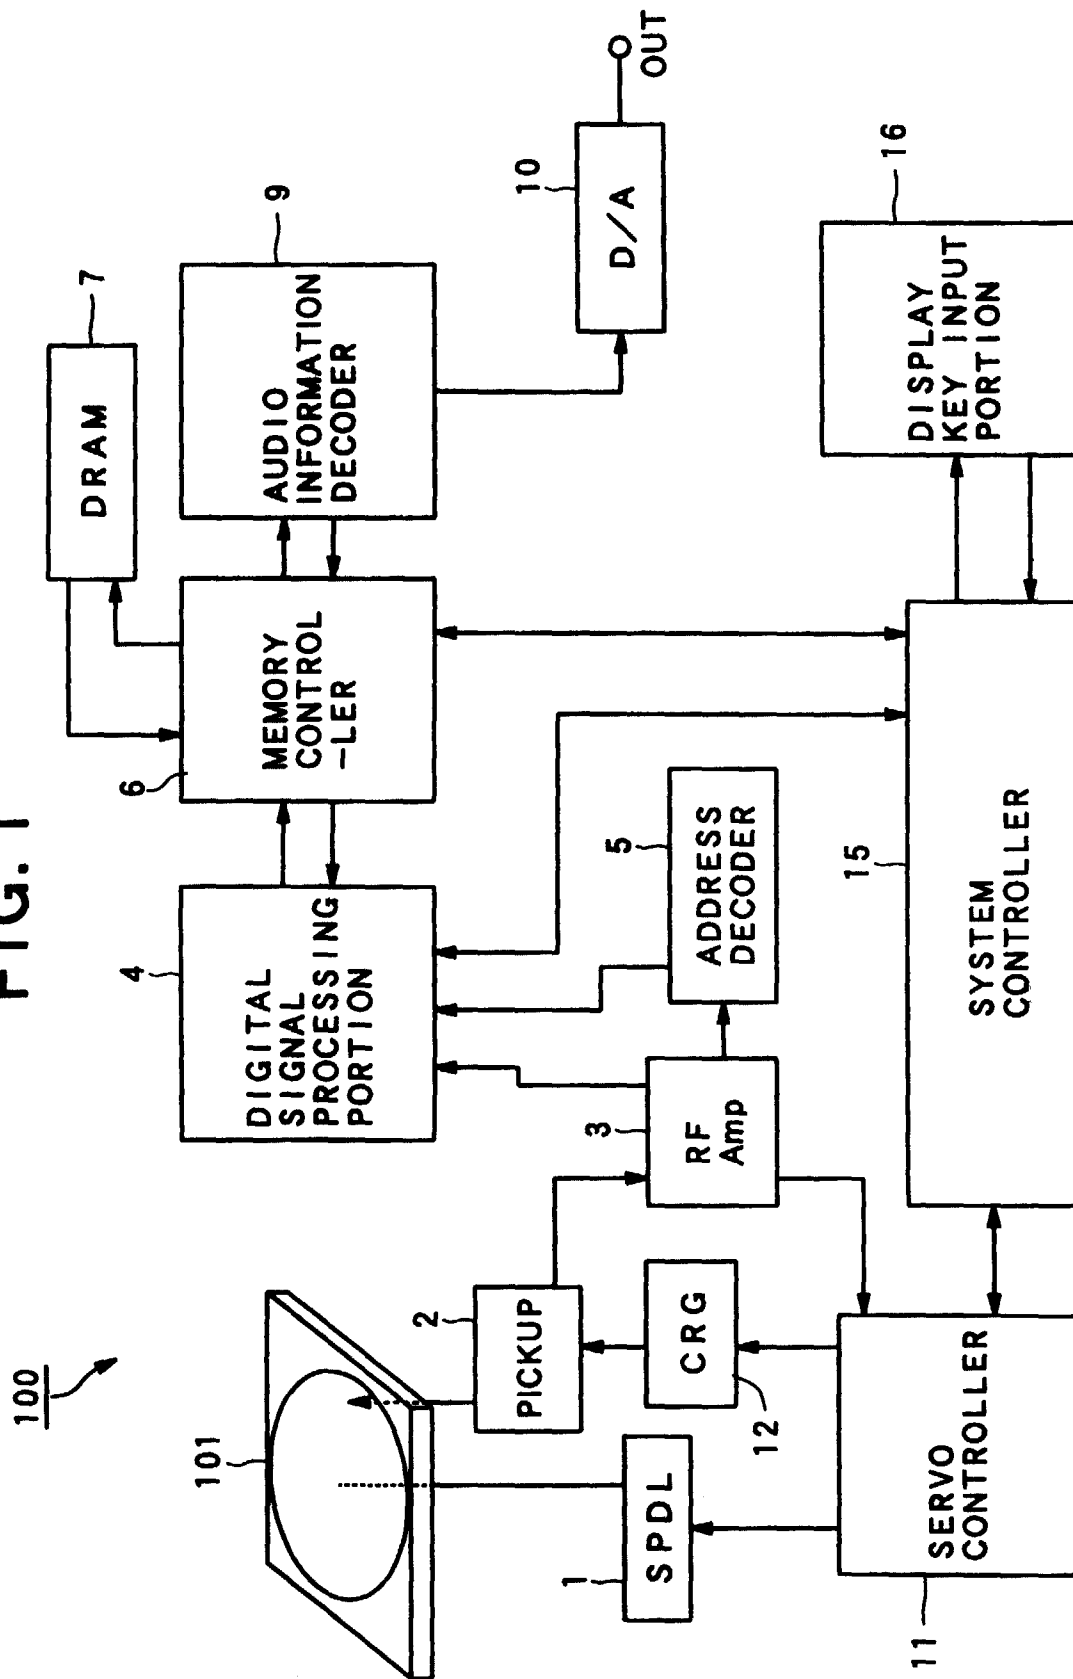 FIG. 1
100
101
7
DRAM
4
DIGITAL
SIGNAL
PROCESSING
PORTION
6
MEMORY
CONTROL
-LER
9
AUDIO
INFORMATION
DECODER
2
PICKUP
3
RF
Amp
5
ADDRESS
DECODER
10
D/A
OUT
1
SPDL
12
CRG
11
SERVO
CONTROLLER
15
SYSTEM
CONTROLLER
16
DISPLAY
KEY INPUT
PORTION